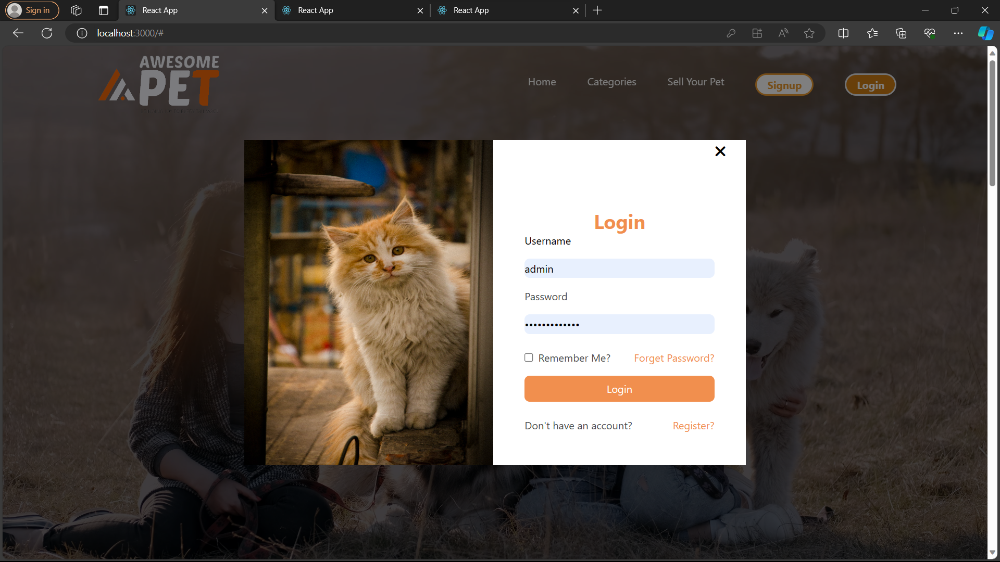 Sign in
React App
React App
React App
localhost:3000/#
AWESOME
PET
Home
Categories
Sell Your Pet
Signup
Login
Login
Username
admin
Password
•••••••••••••
Remember Me?
Forget Password?
Login
Don't have an account?
Register?